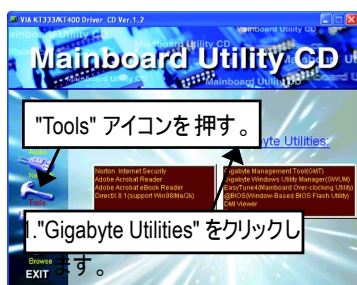 VIA KT333/KT400 Driver CD Ver.1.2
Mainboard Utility CD
"Tools" アイコンを押す。
Tools
Norton Internet Security
Adobe Acrobat Reader
Adobe Acrobat eBook Reader
DirectX 8.1(support Win98/Me/2k)
Gigabyte Management Tool(GMT)
Gigabyte Windows Utility Manager(GWUM)
EasyTune4(Mainboard Over-clocking Utility)
@BIOS(Window-Based BIOS Flash Utility)
DMI Viewer
1."Gigabyte Utilities" をクリックし
ます。
Browse
EXIT